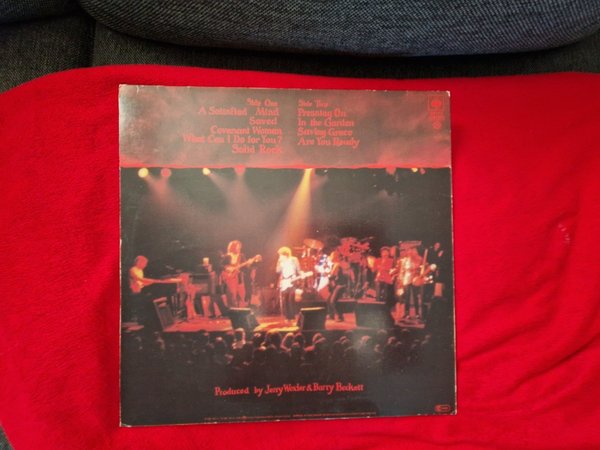 Side One
A Satisfied Mind
Saved
Covenant Woman
What Can I Do for You?
Solid Rock
Side Two
Pressing On
In the Garden
Saving Grace
Are You Ready
Produced by Jerry Wexler & Barry Beckett